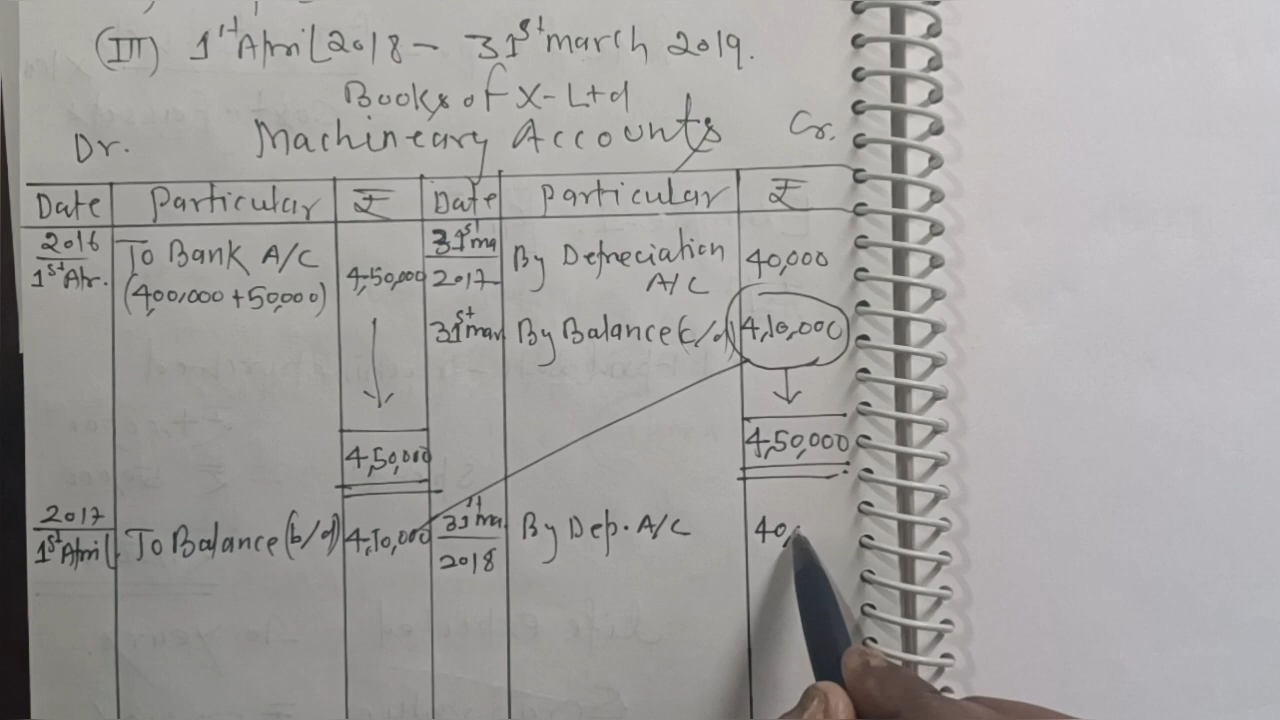 (III) 1st April 2018 - 31st march 2019.
Books of X-Ltd
Dr. Machineary Accounts Cr.
Date Particular ₹ Date Particular ₹
2016 1st Apr. To Bank A/C (4,00,000 + 50,000) 4,50,000 31st ma 2017 By Depreciation A/C 40,000
31st mar By Balance (c/d) 4,10,000
4,50,000 4,50,000
2017 1st April To Balance (b/d) 4,10,000 31st ma 2018 By Dep. A/C 40,